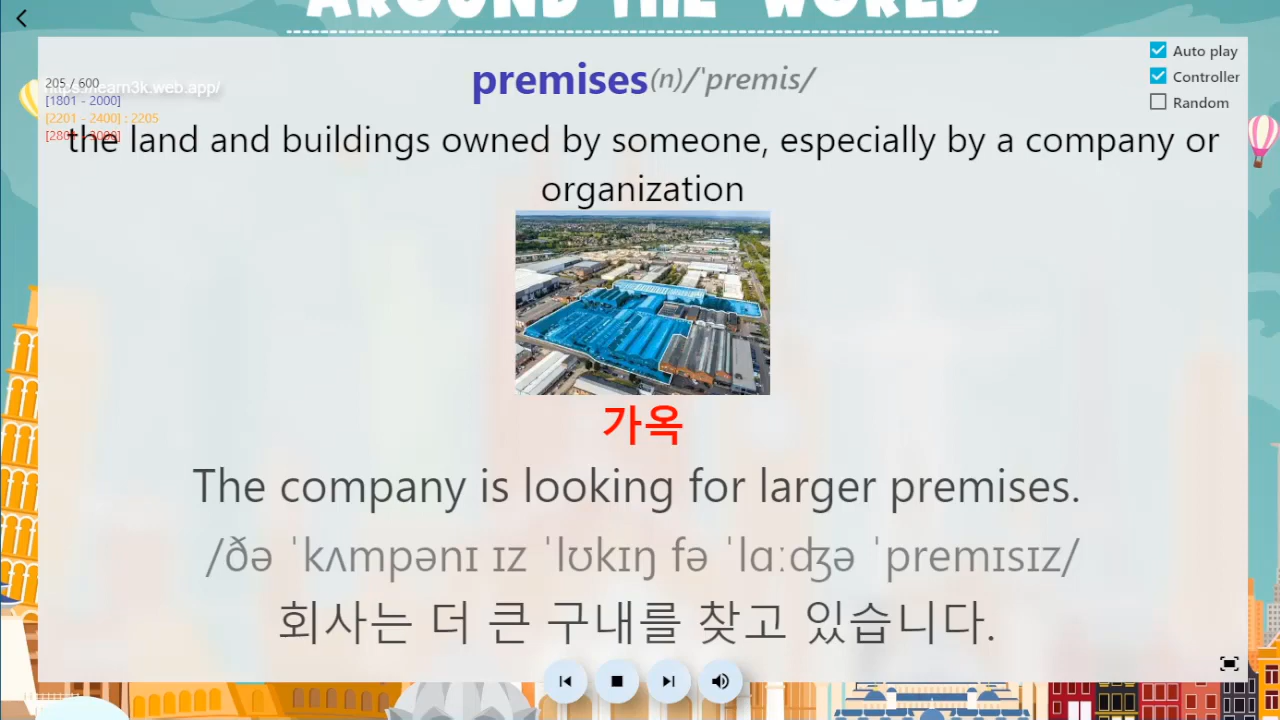 AROUND THE WORLD
Auto play
205 / 600
https://learn3k.web.app/
premises(n)/'premis/
Controller
[1801 - 2000]
Random
[2201 - 2400] : 2205
the land and buildings owned by someone, especially by a company or
organization
가옥
The company is looking for larger premises.
/ðə ˈkʌmpənɪ ɪz ˈlʊkɪŋ fə ˈlɑːʤə ˈpremɪsɪz/
회사는 더 큰 구내를 찾고 있습니다.